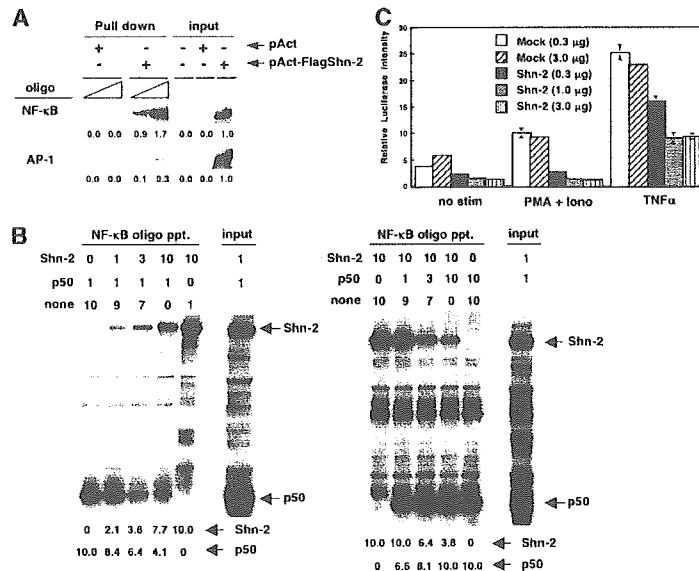 A
Pull down input
+ - - + - pAct
- + - - + pAct-FlagShn-2
oligo
NF-κB
0.0 0.0 0.9 1.7 0.0 0.0 1.0
AP-1
0.0 0.0 0.1 0.3 0.0 0.0 1.0
C
Relative Luciferase Intensity
30
25
20
15
10
5
0
Mock (0.3 μg)
Mock (3.0 μg)
Shn-2 (0.3 μg)
Shn-2 (1.0 μg)
Shn-2 (3.0 μg)
no stim PMA + Iono TNFα
B
NF-κB oligo ppt. input
Shn-2 0 1 3 10 10 1
p50 1 1 1 1 0 1
none 10 9 7 0 1
Shn-2
p50
0 2.1 3.8 7.7 10.0 Shn-2
10.0 8.4 6.4 4.1 0 p50
NF-κB oligo ppt. input
Shn-2 10 10 10 10 0 1
p50 0 1 3 10 10 1
none 10 9 7 0 10
Shn-2
p50
10.0 10.0 6.4 3.8 0 Shn-2
0 6.6 8.1 10.0 10.0 p50